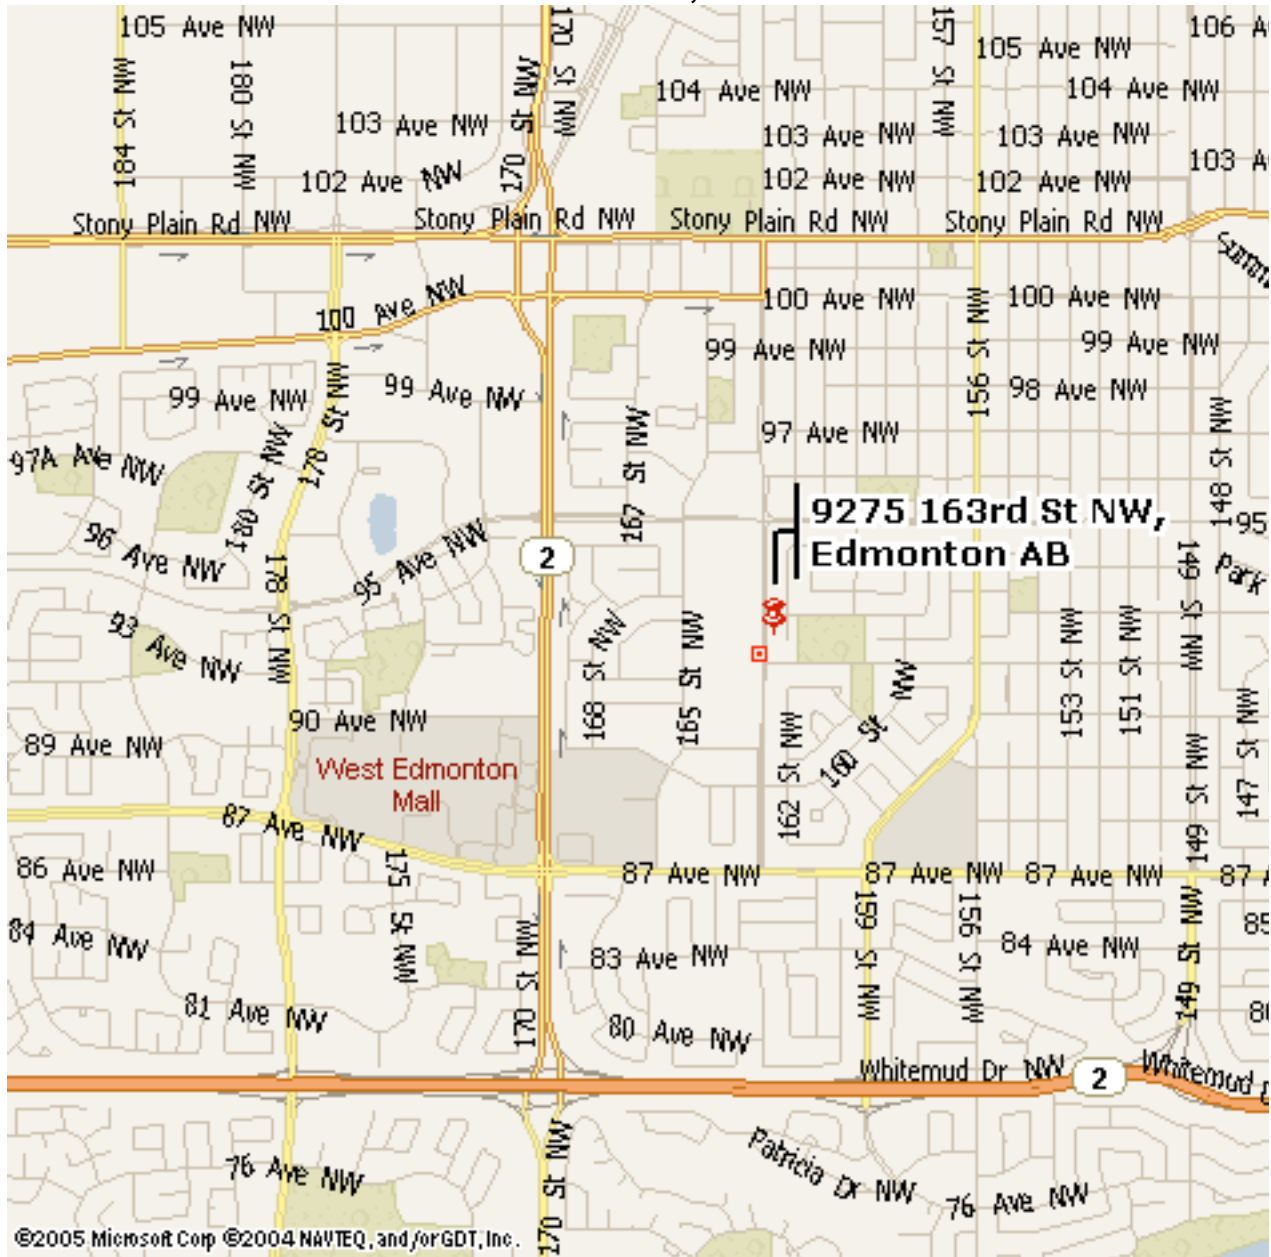 105 Ave NW
170 St NW
157 St NW
106 A
105 Ave NW
184 St NW
180 St NW
170 St NW
104 Ave NW
104 Ave NW
103 Ave NW
103 Ave NW
103 Ave NW
103 A
102 Ave NW
102 Ave NW
102 Ave NW
Stony Plain Rd NW
Stony Plain Rd NW
Stony Plain Rd NW
Stony Plain Rd NW
Summ
100 Ave NW
100 Ave NW
100 Ave NW
99 Ave NW
99 Ave NW
156 St NW
99 Ave NW
99 Ave NW
98 Ave NW
178 St NW
97 Ave NW
167 St NW
148 St NW
97A Ave NW
180 St NW
9275 163rd St NW,
Edmonton AB
95
96 Ave NW
95 Ave NW
2
149 St NW
Park
178 St NW
93 Ave NW
168 St NW
165 St NW
153 St NW
151 St NW
160 St NW
162 St NW
147 St NW
90 Ave NW
89 Ave NW
West Edmonton
Mall
149 St NW
87 Ave NW
86 Ave NW
175 St NW
87 Ave NW
87 Ave NW
87 Ave NW
87 A
159 St NW
156 St NW
149 St NW
85
84 Ave NW
170 St NW
83 Ave NW
84 Ave NW
81 Ave NW
80 Ave NW
80
Whitemud Dr NW
2
Whitemud D
170 St NW
Patricia Dr NW
76 Ave NW
76 Ave NW
©2005 Microsoft Corp ©2004 NAVTEQ, and/or GDT, Inc.